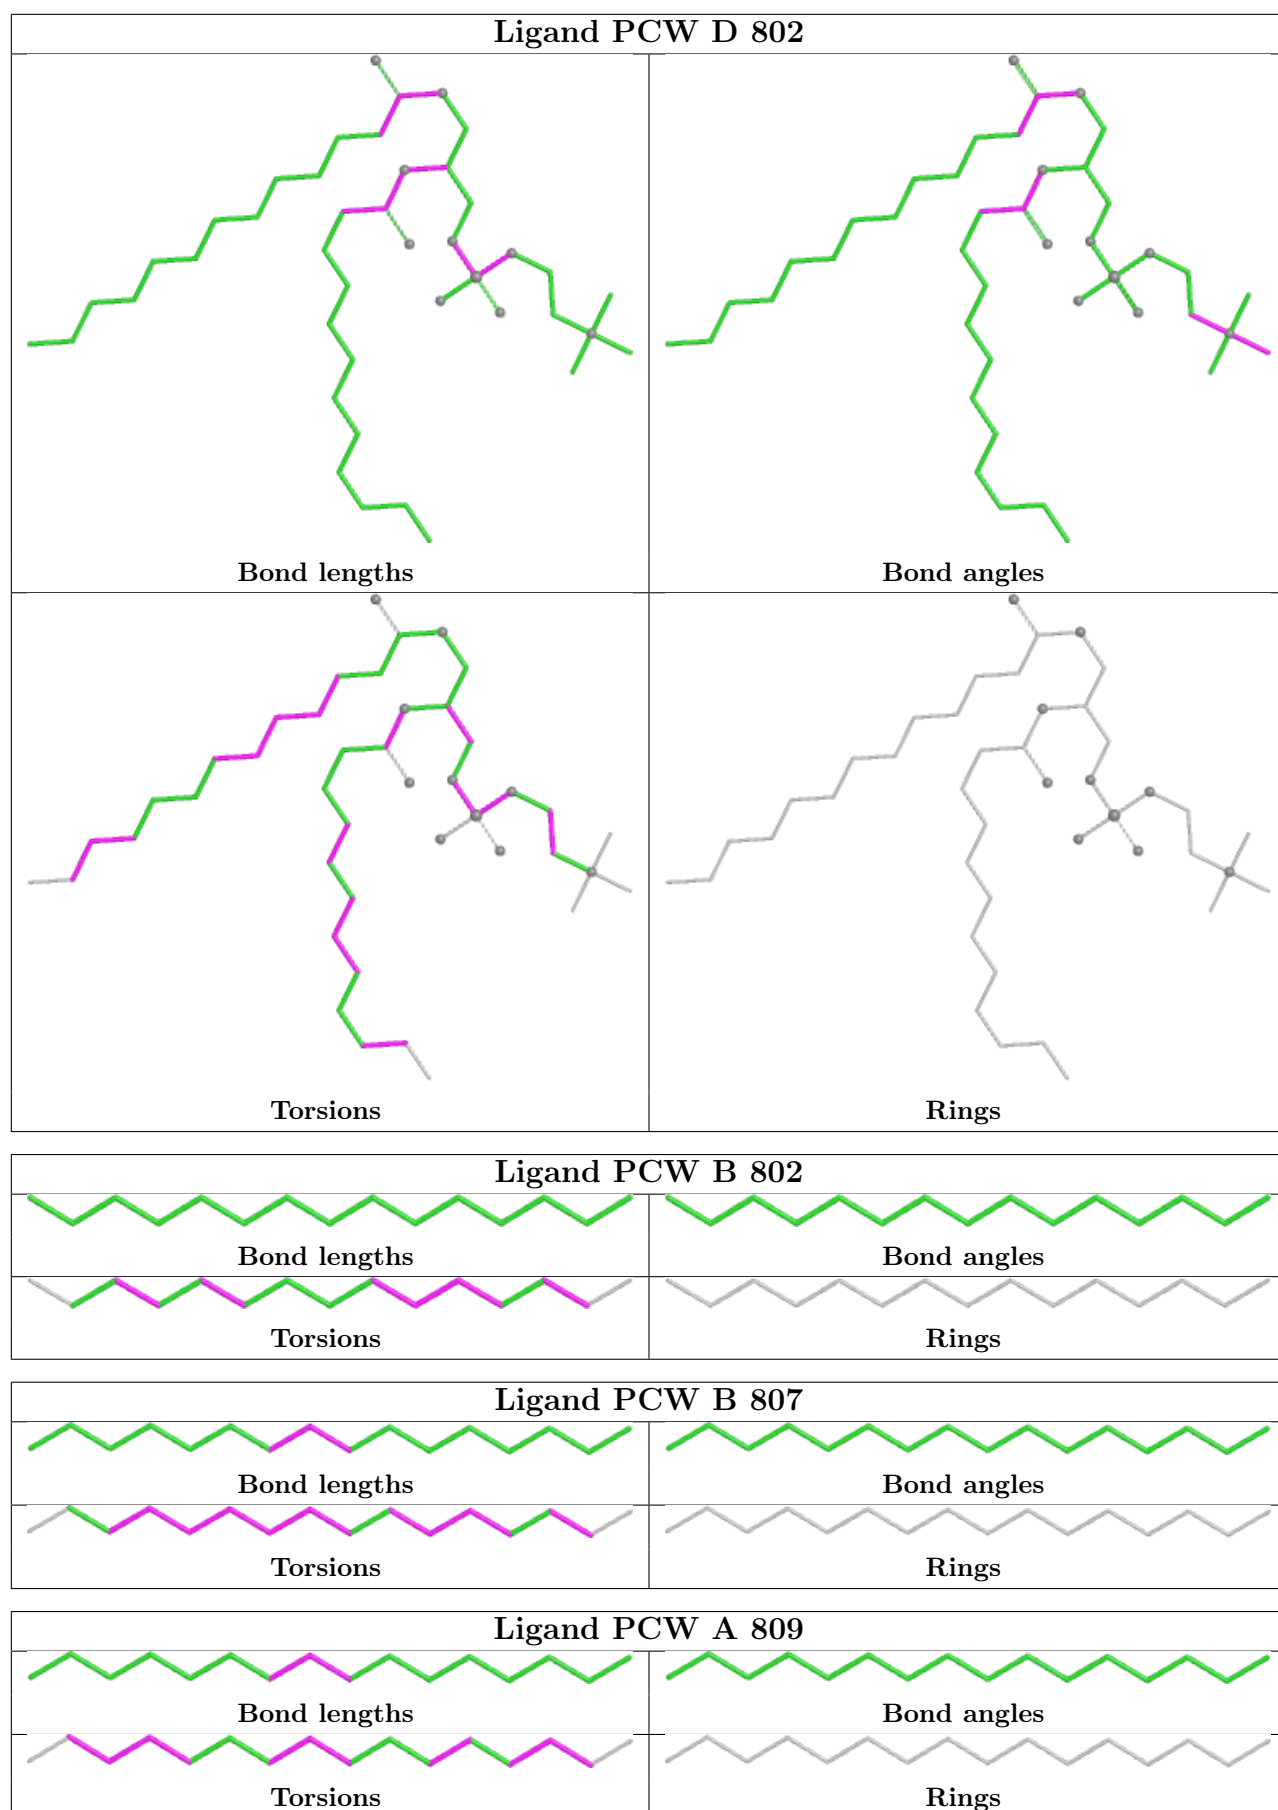 Ligand PCW D 802
Bond lengths
Bond angles
Torsions
Rings
Ligand PCW B 802
Bond lengths
Bond angles
Torsions
Rings
Ligand PCW B 807
Bond lengths
Bond angles
Torsions
Rings
Ligand PCW A 809
Bond lengths
Bond angles
Torsions
Rings